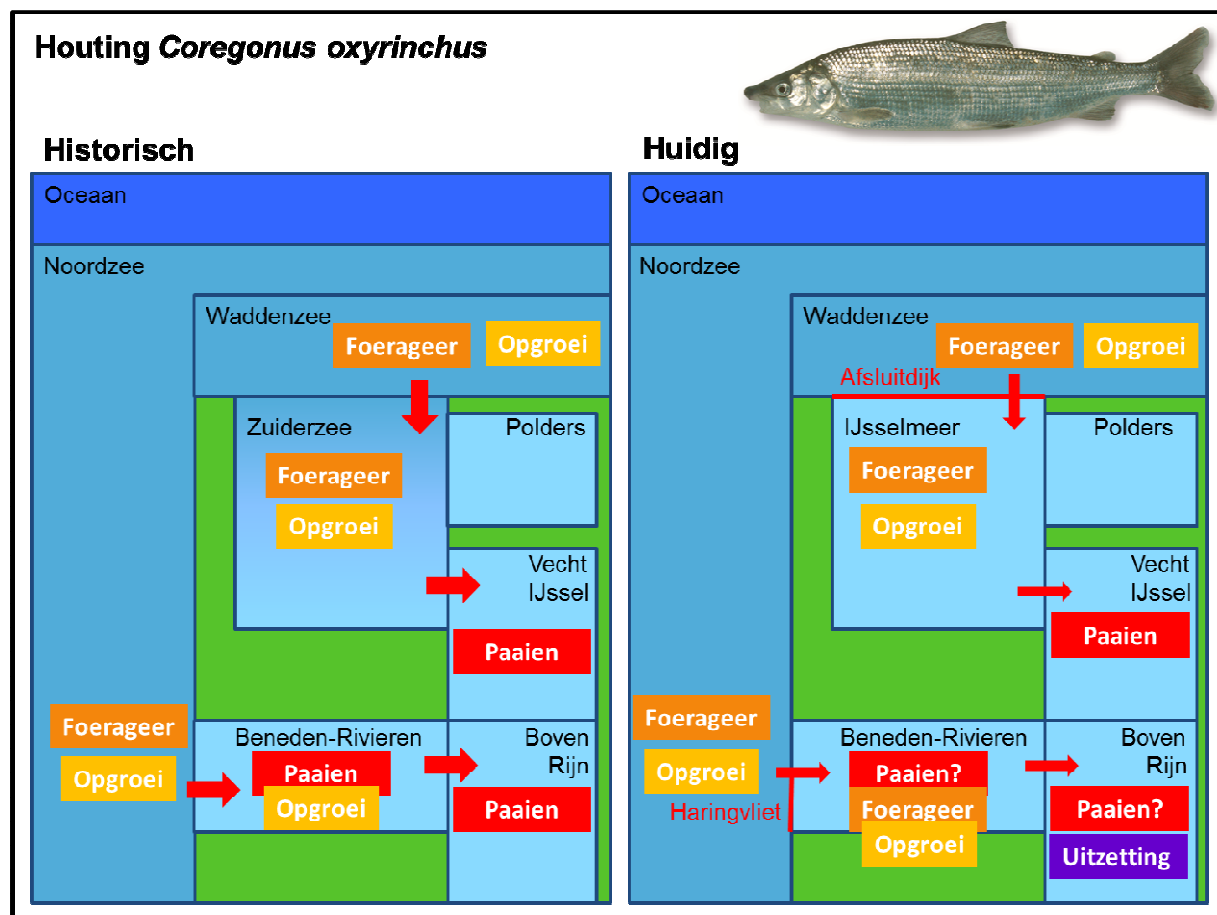 Houting Coregonus oxyrinchus
Historisch
Oceaan
Noordzee
Waddenzee
Foerageer
Opgroei
Zuiderzee
Foerageer
Opgroei
Polders
Vecht
IJssel
Paaien
Foerageer
Opgroei
Beneden-Rivieren
Paaien
Opgroei
Boven
Rijn
Paaien
Huidig
Oceaan
Noordzee
Waddenzee
Foerageer
Opgroei
Afsluitdijk
IJsselmeer
Foerageer
Opgroei
Polders
Vecht
IJssel
Paaien
Foerageer
Opgroei
Haringvliet
Beneden-Rivieren
Paaien?
Foerageer
Opgroei
Boven
Rijn
Paaien?
Uitzetting